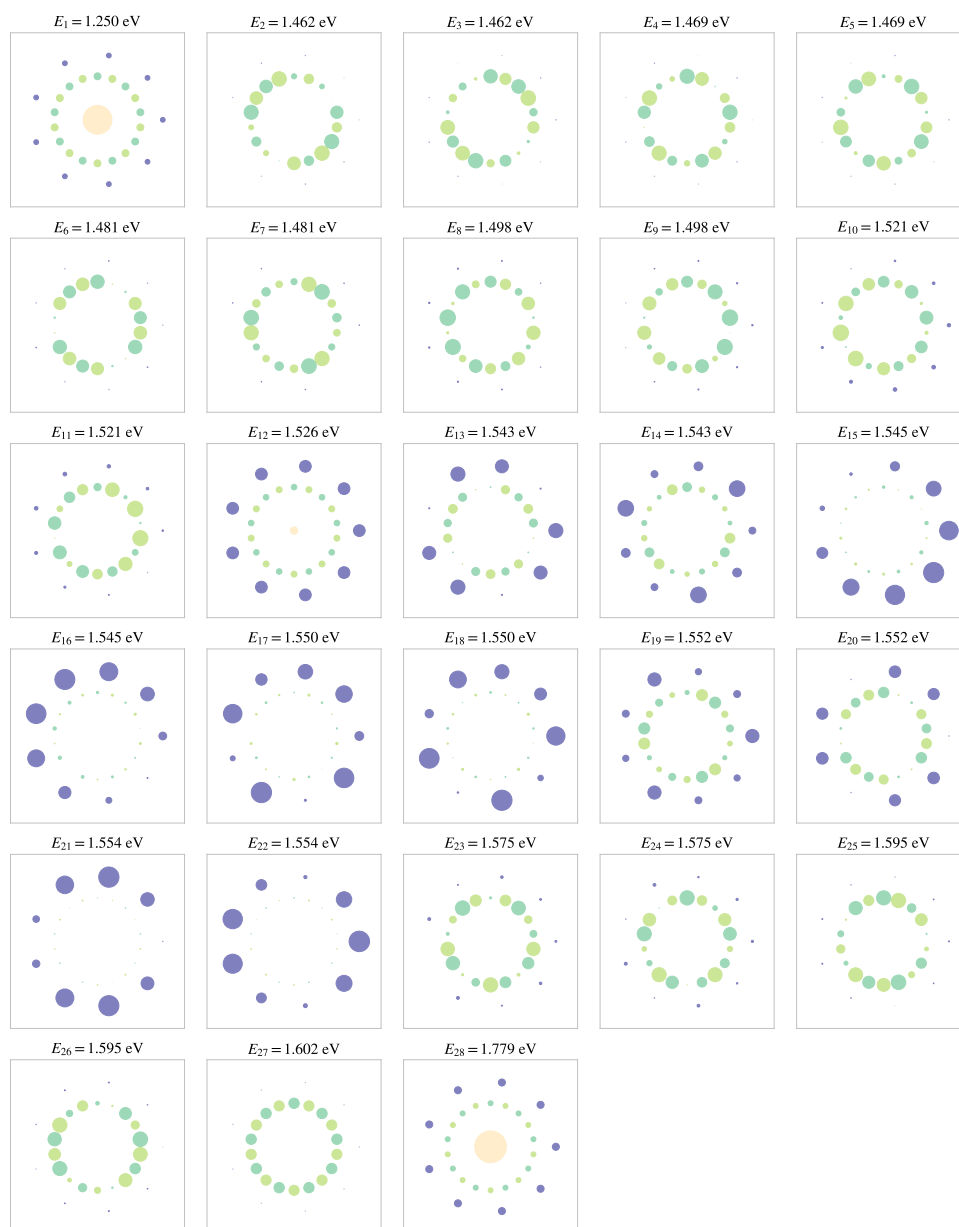 E1 = 1.250 eV
E2 = 1.462 eV
E3 = 1.462 eV
E4 = 1.469 eV
E5 = 1.469 eV
E6 = 1.481 eV
E7 = 1.481 eV
E8 = 1.498 eV
E9 = 1.498 eV
E10 = 1.521 eV
E11 = 1.521 eV
E12 = 1.526 eV
E13 = 1.543 eV
E14 = 1.543 eV
E15 = 1.545 eV
E16 = 1.545 eV
E17 = 1.550 eV
E18 = 1.550 eV
E19 = 1.552 eV
E20 = 1.552 eV
E21 = 1.554 eV
E22 = 1.554 eV
E23 = 1.575 eV
E24 = 1.575 eV
E25 = 1.595 eV
E26 = 1.595 eV
E27 = 1.602 eV
E28 = 1.779 eV